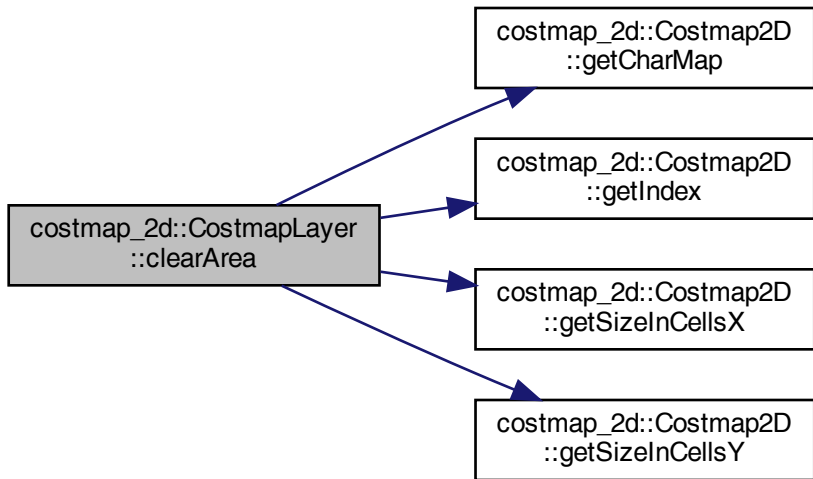 costmap_2d::Costmap2D
::getCharMap
costmap_2d::Costmap2D
::getIndex
costmap_2d::CostmapLayer
::clearArea
costmap_2d::Costmap2D
::getSizeInCellsX
costmap_2d::Costmap2D
::getSizeInCellsY